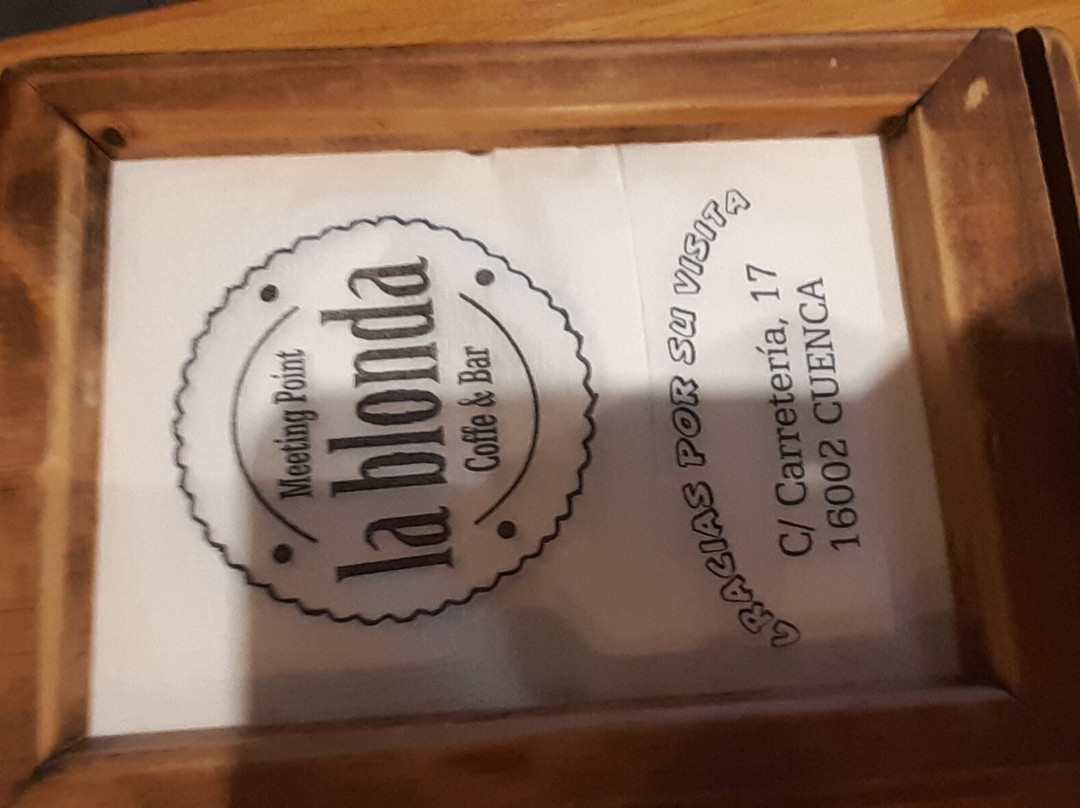 Meeting Point
la blonda
Coffe & Bar
GRACIAS POR SU VISITA
C/ Carretería, 17
16002 CUENCA